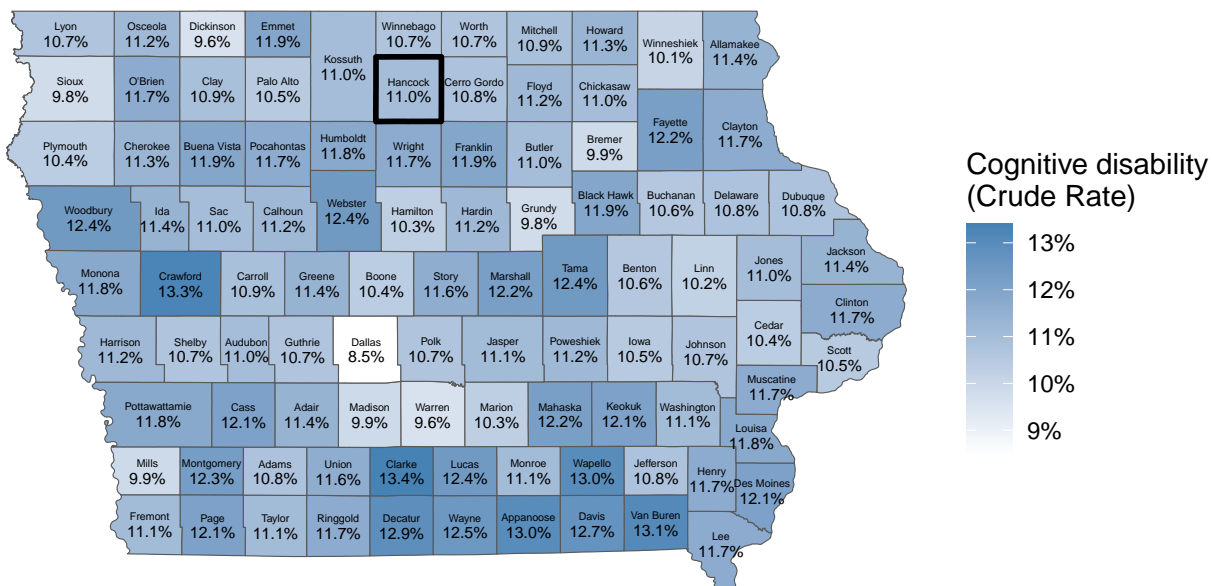 Lyon
10.7%
Osceola
11.2%
Dickinson
9.6%
Emmet
11.9%
Kossuth
11.0%
Winnebago
10.7%
Worth
10.7%
Mitchell
10.9%
Howard
11.3%
Winneshiek
10.1%
Allamakee
11.4%
Sioux
9.8%
O'Brien
11.7%
Clay
10.9%
Palo Alto
10.5%
Hancock
11.0%
Cerro Gordo
10.8%
Floyd
11.2%
Chickasaw
11.0%
Fayette
12.2%
Clayton
11.7%
Plymouth
10.4%
Cherokee
11.3%
Buena Vista
11.9%
Pocahontas
11.7%
Humboldt
11.8%
Wright
11.7%
Franklin
11.9%
Butler
11.0%
Bremer
9.9%
Woodbury
12.4%
Ida
11.4%
Sac
11.0%
Calhoun
11.2%
Webster
12.4%
Hamilton
10.3%
Hardin
11.2%
Grundy
9.8%
Black Hawk
11.9%
Buchanan
10.6%
Delaware
10.8%
Dubuque
10.8%
Monona
11.8%
Crawford
13.3%
Carroll
10.9%
Greene
11.4%
Boone
10.4%
Story
11.6%
Marshall
12.2%
Tama
12.4%
Benton
10.6%
Linn
10.2%
Jones
11.0%
Jackson
11.4%
Clinton
11.7%
Harrison
11.2%
Shelby
10.7%
Audubon
11.0%
Guthrie
10.7%
Dallas
8.5%
Polk
10.7%
Jasper
11.1%
Poweshiek
11.2%
Iowa
10.5%
Johnson
10.7%
Cedar
10.4%
Scott
10.5%
Muscatine
11.7%
Pottawattamie
11.8%
Cass
12.1%
Adair
11.4%
Madison
9.9%
Warren
9.6%
Marion
10.3%
Mahaska
12.2%
Keokuk
12.1%
Washington
11.1%
Louisa
11.8%
Mills
9.9%
Montgomery
12.3%
Adams
10.8%
Union
11.6%
Clarke
13.4%
Lucas
12.4%
Monroe
11.1%
Wapello
13.0%
Jefferson
10.8%
Henry
11.7%
Des Moines
12.1%
Fremont
11.1%
Page
12.1%
Taylor
11.1%
Ringgold
11.7%
Decatur
12.9%
Wayne
12.5%
Appanoose
13.0%
Davis
12.7%
Van Buren
13.1%
Lee
11.7%
Cognitive disability
(Crude Rate)
13%
12%
11%
10%
9%